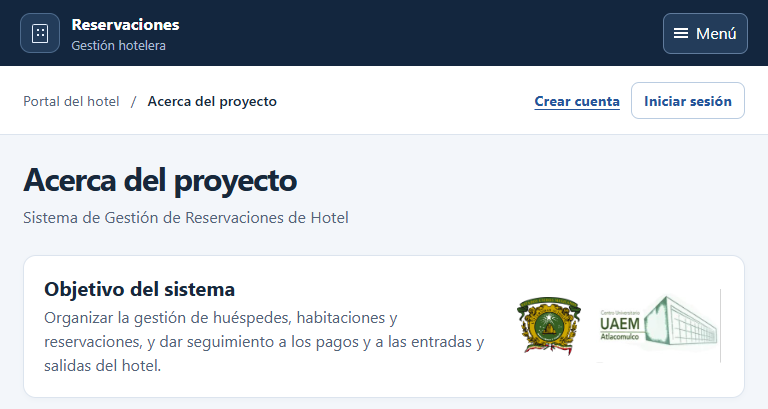 Reservaciones
Gestión hotelera
Menú
Portal del hotel / Acerca del proyecto
Crear cuenta
Iniciar sesión
Acerca del proyecto
Sistema de Gestión de Reservaciones de Hotel
Objetivo del sistema
Organizar la gestión de huéspedes, habitaciones y
reservaciones, y dar seguimiento a los pagos y a las entradas y
salidas del hotel.
Centro Universitario
UAEM
Atlacomulco